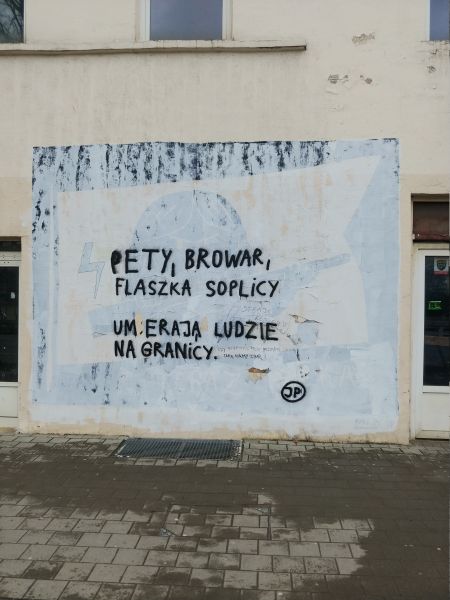 PETY, BROWAR,
FLASZKA SOPLICY
UMIERAJĄ LUDZIE
NA GRANICY.
JP